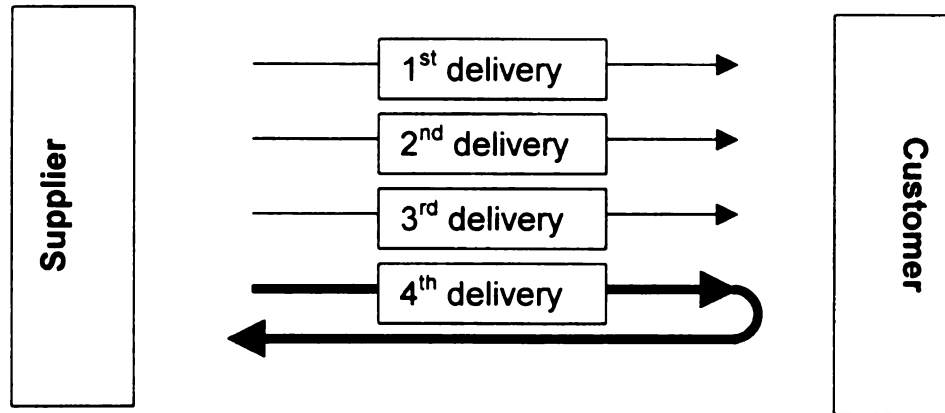 Supplier
1st delivery
2nd delivery
3rd delivery
4th delivery
Customer